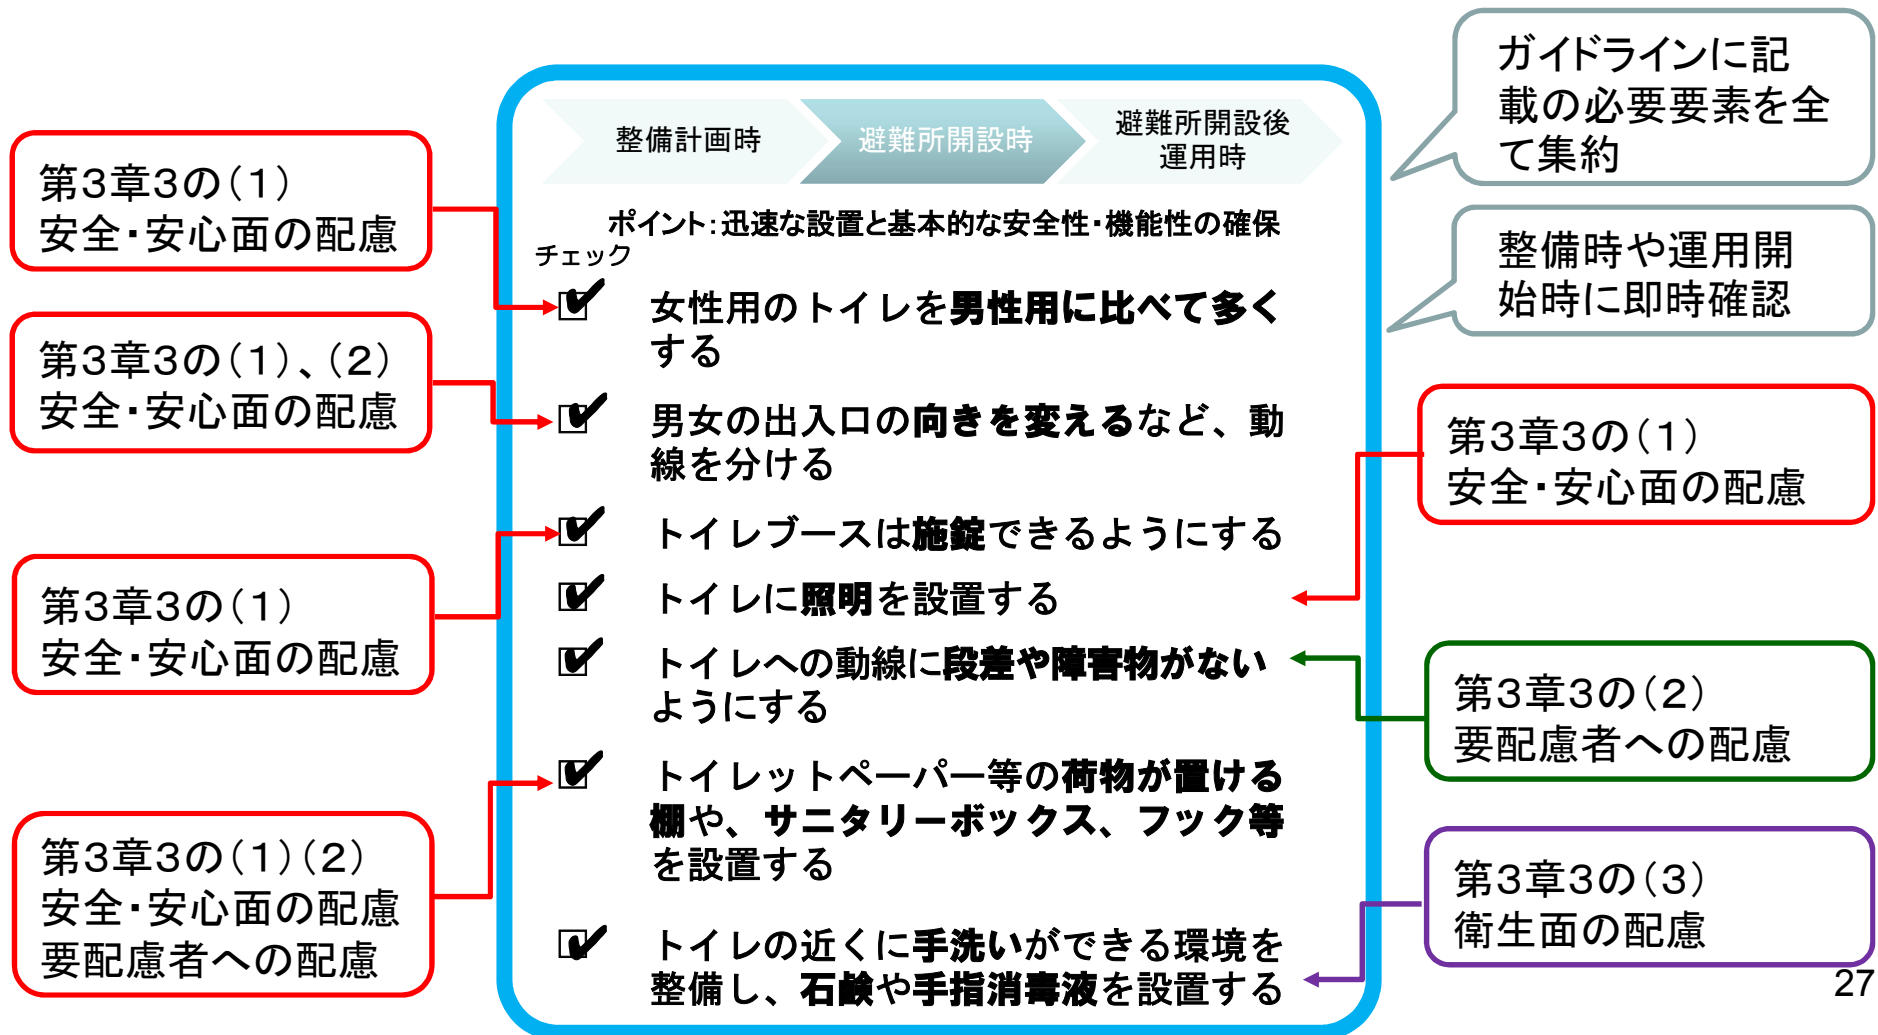 ガイドラインに記
載の必要要素を全
て集約
整備計画時
避難所開設時
避難所開設後
運用時
第3章3の(1)
安全・安心面の配慮
ポイント:迅速な設置と基本的な安全性・機能性の確保
チェック
整備時や運用開
始時に即時確認
女性用のトイレを男性用に比べて多く
する
第3章3の(1)、(2)
安全・安心面の配慮
男女の出入口の向きを変えるなど、動
線を分ける
第3章3の(1)
安全・安心面の配慮
トイレブースは施錠できるようにする
第3章3の(1)
安全・安心面の配慮
トイレに照明を設置する
トイレへの動線に段差や障害物がない
ようにする
第3章3の(2)
要配慮者への配慮
トイレットペーパー等の荷物が置ける
棚や、サニタリーボックス、フック等
を設置する
第3章3の(1)(2)
安全・安心面の配慮
要配慮者への配慮
第3章3の(3)
衛生面の配慮
トイレの近くに手洗いができる環境を
整備し、石鹸や手指消毒液を設置する
27